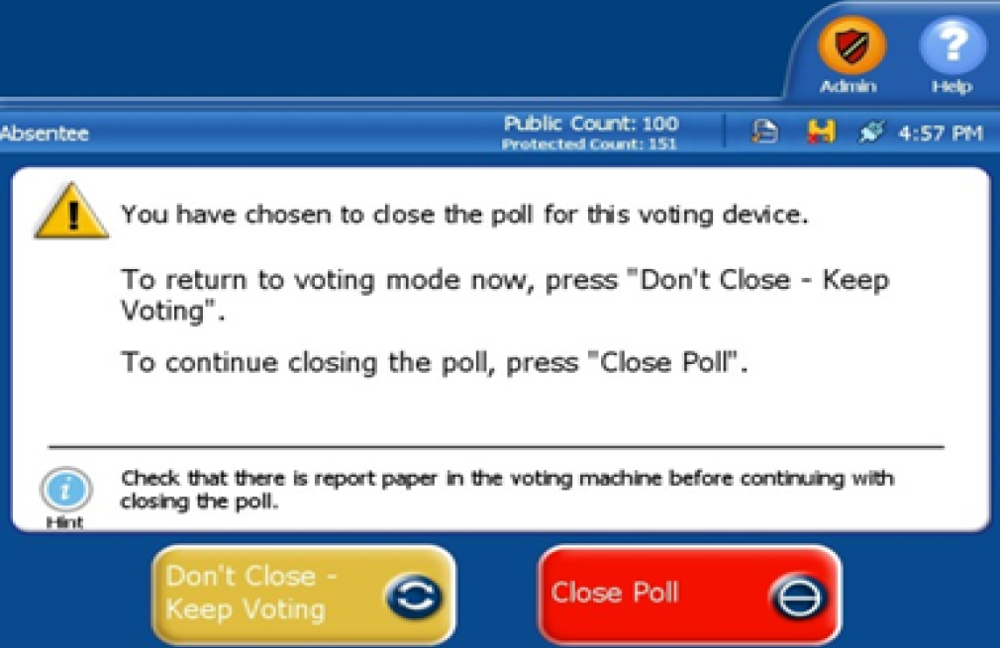 Admin
Help
Absentee
Public Count: 100
Protected Count: 151
4:57 PM
You have chosen to close the poll for this voting device.
To return to voting mode now, press "Don't Close - Keep
Voting".
To continue closing the poll, press "Close Poll".
Check that there is report paper in the voting machine before continuing with
closing the poll.
Hint
Don't Close -
Keep Voting
Close Poll